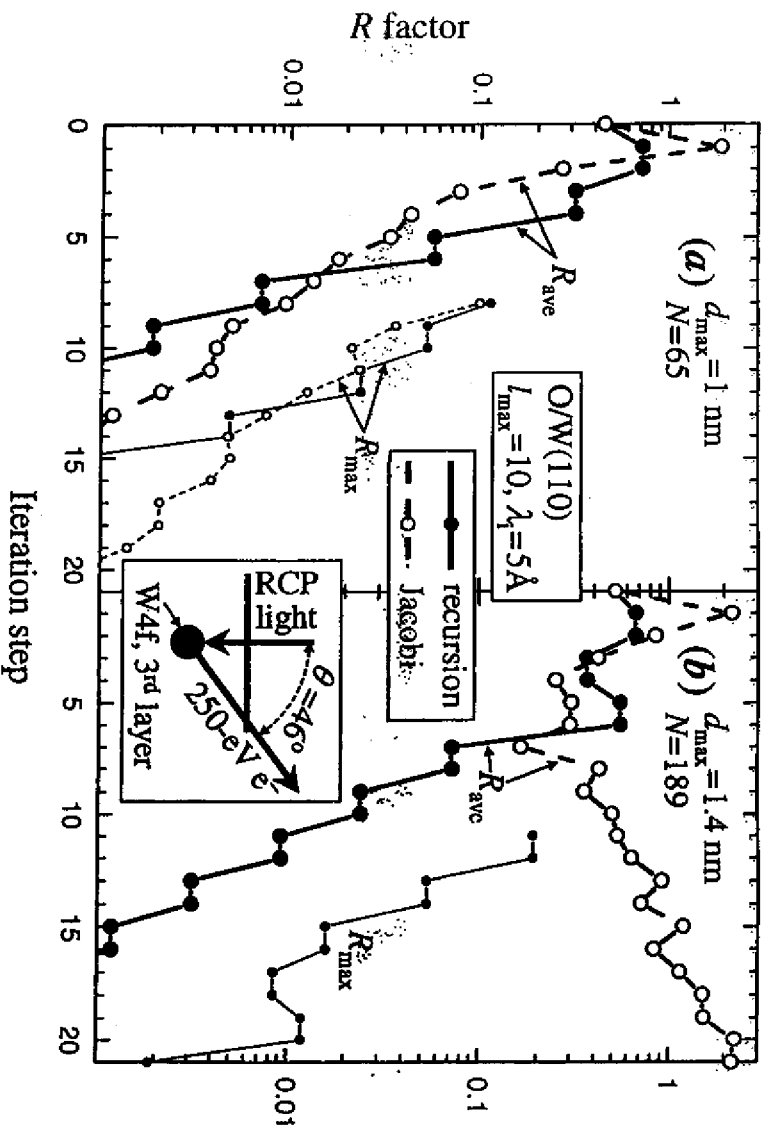 R factor
1
0.1
0.01
(a) d_max=1 nm
N=65
R_ave
R_max
O/W(110)
l_max=10, λ_i=5Å
recursion
Jacobi
(b) d_max=1.4 nm
N=189
R_ave
R_max
RCP
light
θ=46°
250-eV e-
W4f, 3rd layer
1
0.1
0.01
0
5
10
15
20
5
10
15
20
Iteration step